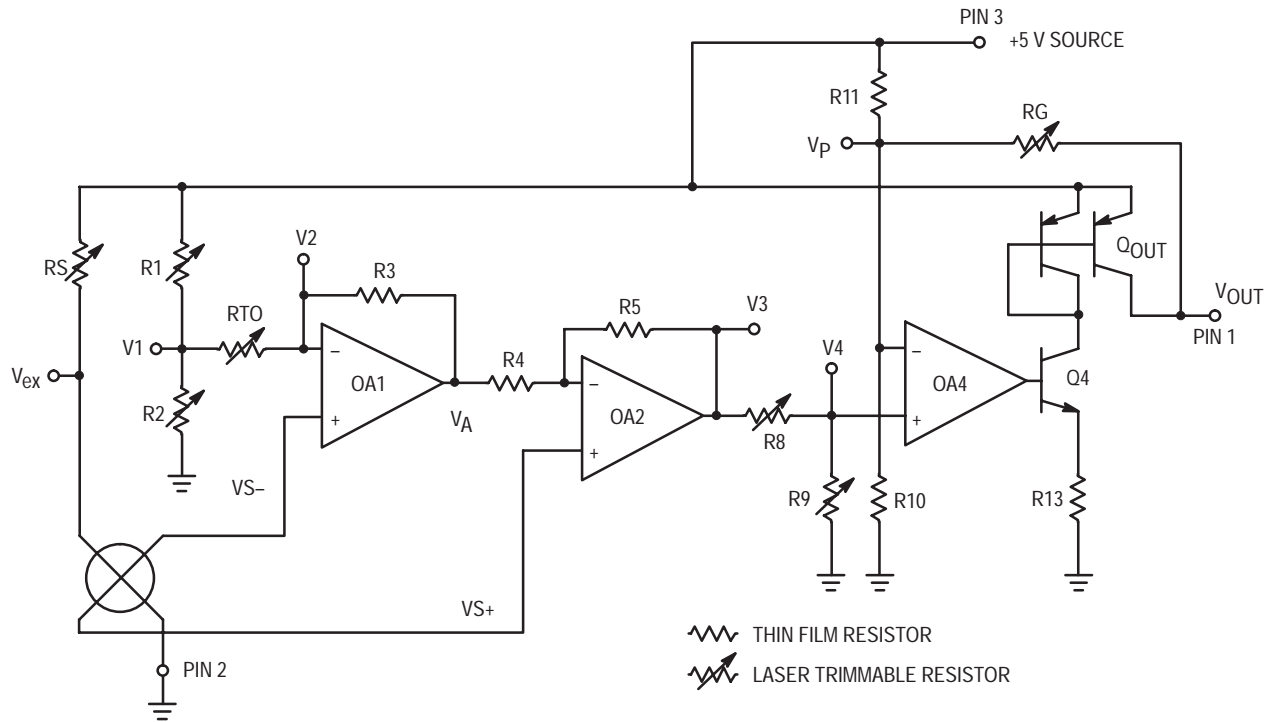 PIN 3
+5 V SOURCE
R11
RG
VP
V2
RS
R1
R3
QOUT
RTO
R5
V3
VOUT
PIN 1
V1
V4
R4
Vex
OA1
OA4
Q4
R2
VA
OA2
R8
VS–
R9
R10
R13
VS+
THIN FILM RESISTOR
PIN 2
LASER TRIMMABLE RESISTOR
−
+
−
+
−
+